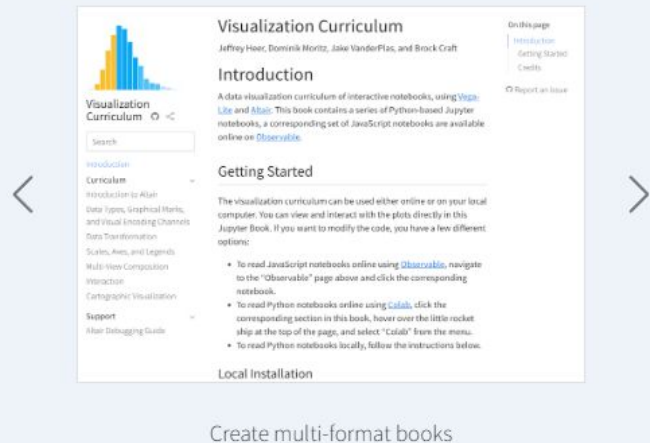 Visualization
Curriculum
Search
Introduction
Curriculum
Introduction to Altair
Data Types, Graphical Marks,
and Visual Encoding Channels
Data Transformation
Scales, Axes, and Legends
Multi-View Composition
Interaction
Cartographic Visualization
Support
Altair Debugging Guide
Visualization Curriculum
Jeffrey Heer, Dominik Moritz, Jake VanderPlas, and Brock Craft
Introduction
A data visualization curriculum of interactive notebooks, using Vega-
Lite and Altair. This book contains a series of Python-based Jupyter
notebooks, a corresponding set of JavaScript notebooks are available
online on Observable.
Getting Started
The visualization curriculum can be used either online or on your local
computer. You can view and interact with the plots directly in this
Jupyter Book. If you want to modify the code, you have a few different
options:
• To read JavaScript notebooks online using Observable, navigate
to the “Observable” page above and click the corresponding
notebook.
• To read Python notebooks online using Colab, click the
corresponding section in this book, hover over the little rocket
ship at the top of the page, and select “Colab” from the menu.
• To read Python notebooks locally, follow the instructions below.
Local Installation
On this page
Introduction
Getting Started
Credits
Report an Issue
Create multi-format books